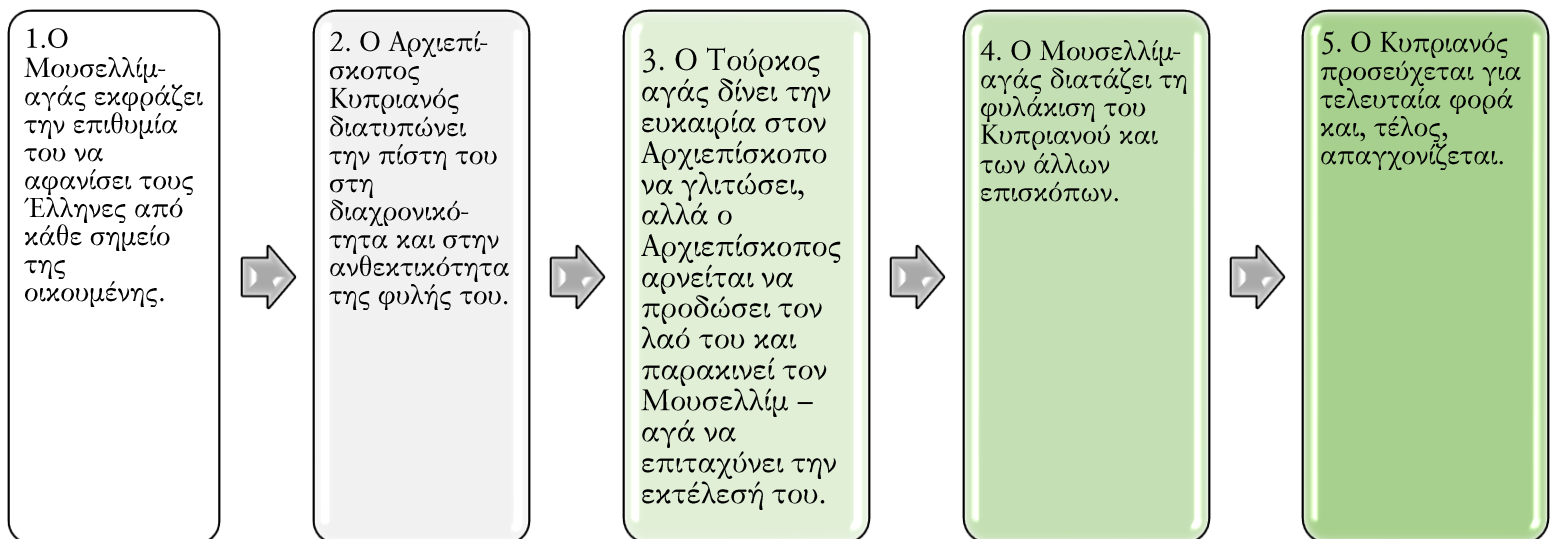 1.Ο
Μουσελλίμ-
αγάς εκφράζει
την επιθυμία
του να
αφανίσει τους
Έλληνες από
κάθε σημείο
της
οικουμένης.
2. Ο Αρχιεπί-
σκοπος
Κυπριανός
διατυπώνει
την πίστη του
στη
διαχρονικό-
τητα και στην
ανθεκτικότητα
της φυλής του.
3. Ο Τούρκος
αγάς δίνει την
ευκαιρία στον
Αρχιεπίσκοπο
να γλιτώσει,
αλλά ο
Αρχιεπίσκοπος
αρνείται να
προδώσει τον
λαό του και
παρακινεί τον
Μουσελλίμ –
αγά να
επιταχύνει την
εκτέλεσή του.
4. Ο Μουσελλίμ-
αγάς διατάζει τη
φυλάκιση του
Κυπριανού και
των άλλων
επισκόπων.
5. Ο Κυπριανός
προσεύχεται για
τελευταία φορά
και, τέλος,
απαγχονίζεται.